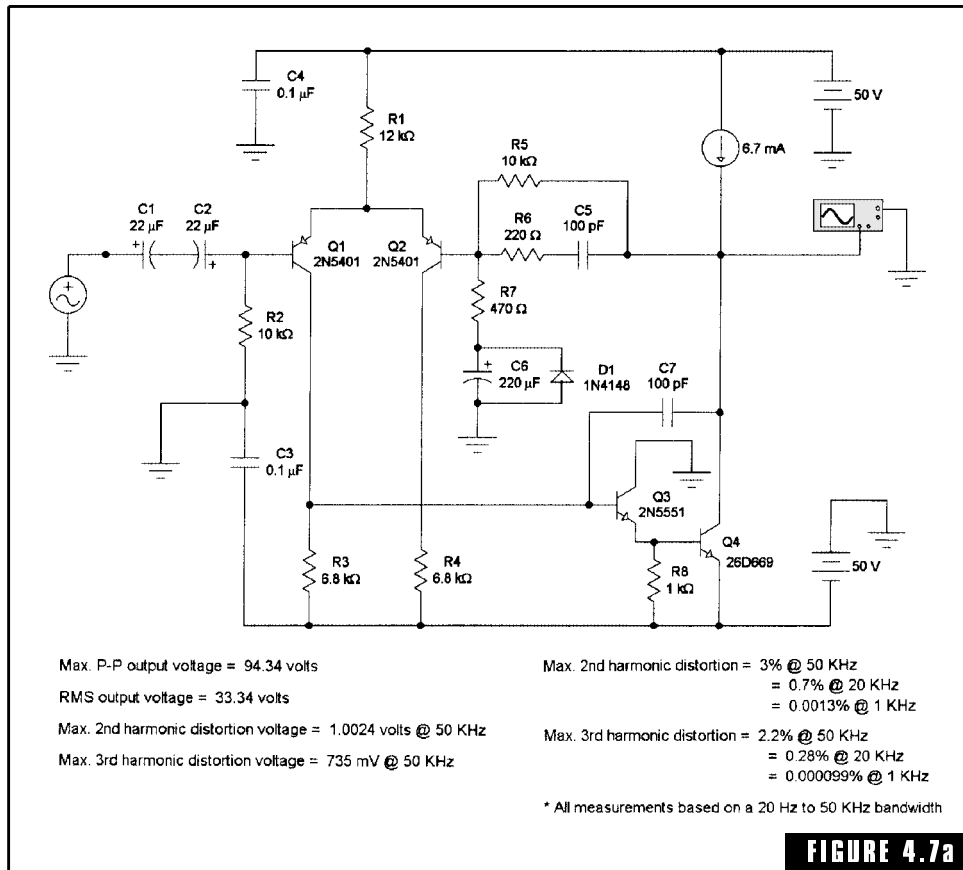 C4
0.1 µF
R1
12 kΩ
50 V
6.7 mA
R5
10 kΩ
R6
220 Ω
C5
100 pF
C1
22 µF
C2
22 µF
+
+
+
Q1
2N5401
Q2
2N5401
R7
470 Ω
R2
10 kΩ
+
C6
220 µF
D1
1N4148
C7
100 pF
C3
0.1 µF
Q3
2N5551
Q4
26D669
R3
6.8 kΩ
R4
6.8 kΩ
R8
1 kΩ
50 V
Max. P-P output voltage = 94.34 volts
RMS output voltage = 33.34 volts
Max. 2nd harmonic distortion voltage = 1.0024 volts @ 50 KHz
Max. 3rd harmonic distortion voltage = 735 mV @ 50 KHz
Max. 2nd harmonic distortion = 3% @ 50 KHz
= 0.7% @ 20 KHz
= 0.0013% @ 1 KHz
Max. 3rd harmonic distortion = 2.2% @ 50 KHz
= 0.28% @ 20 KHz
= 0.000099% @ 1 KHz
* All measurements based on a 20 Hz to 50 KHz bandwidth
FIGURE 4.7a